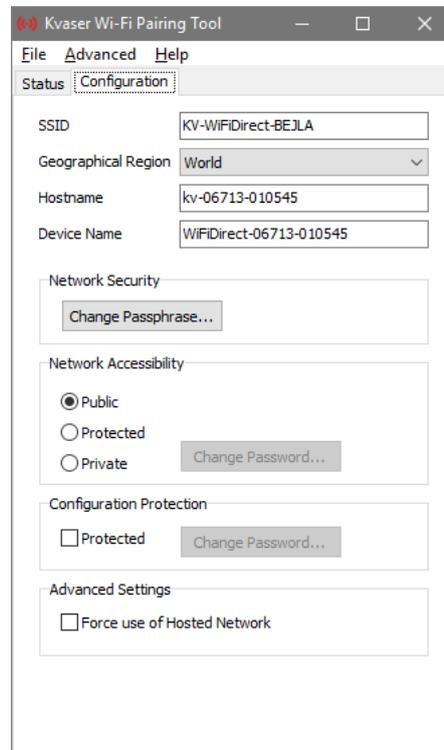 Kvaser Wi-Fi Pairing Tool
File Advanced Help
Status Configuration
SSID KV-WiFiDirect-BEJLA
Geographical Region World
Hostname kv-06713-010545
Device Name WiFiDirect-06713-010545
Network Security
Change Passphrase...
Network Accessibility
Public
Protected
Private Change Password...
Configuration Protection
Protected Change Password...
Advanced Settings
Force use of Hosted Network